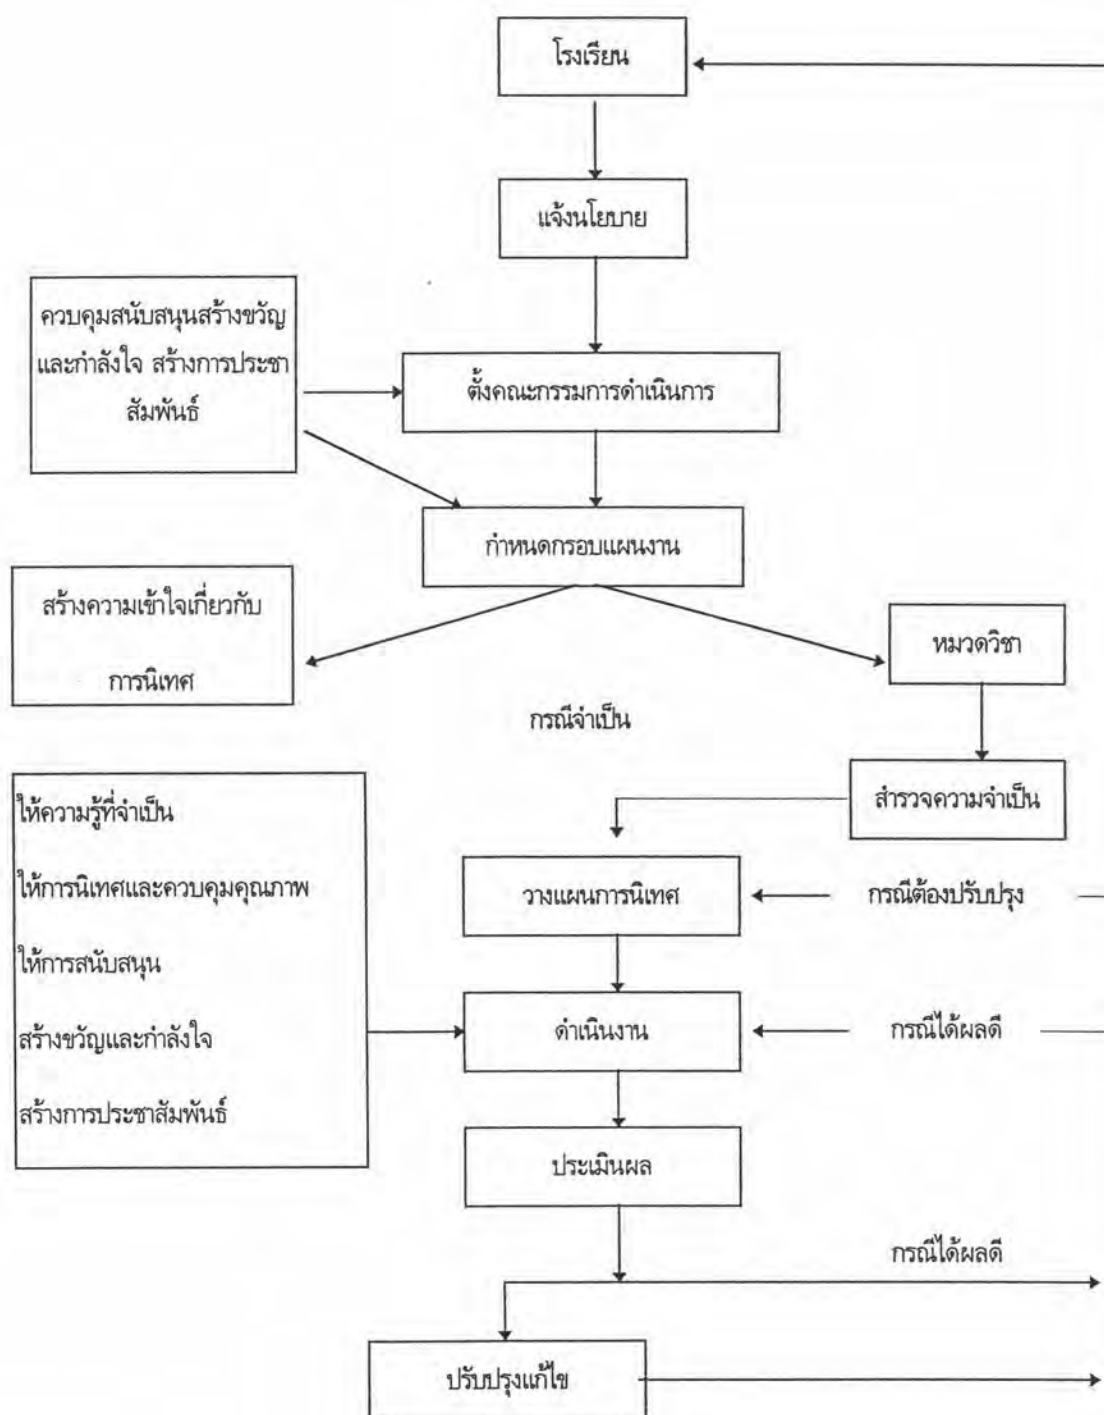 โรงเรียน
แจ้งนโยบาย
ควบคุมสนับสนุนสร้างขวัญ
และกำลังใจ สร้างการประชา
สัมพันธ์
ตั้งคณะกรรมการดำเนินการ
กำหนดกรอบแผนงาน
สร้างความเข้าใจเกี่ยวกับ
การนิเทศ
หมวดวิชา
กรณีจำเป็น
สำรวจความจำเป็น
ให้ความรู้ที่จำเป็น
ให้การนิเทศและควบคุมคุณภาพ
ให้การสนับสนุน
สร้างขวัญและกำลังใจ
สร้างการประชาสัมพันธ์
วางแผนการนิเทศ
กรณีต้องปรับปรุง
ดำเนินงาน
กรณีได้ผลดี
ประเมินผล
กรณีได้ผลดี
ปรับปรุงแก้ไข